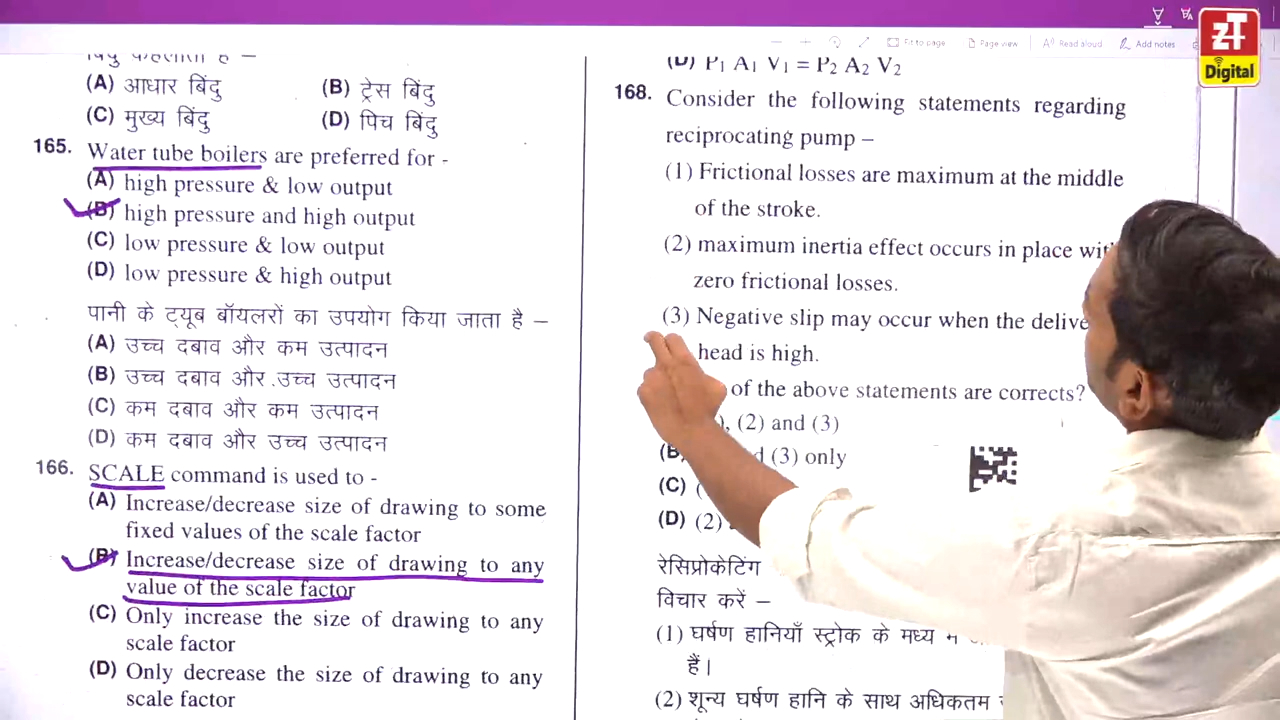 Fit to page
Page view
Read aloud
Add notes
ZT
Digital
(A) आधार बिंदु
(B) ट्रेस बिंदु
(C) मुख्य बिंदु
(D) पिच बिंदु
165. Water tube boilers are preferred for -
(A) high pressure & low output
(B) high pressure and high output
(C) low pressure & low output
(D) low pressure & high output
पानी के ट्यूब बॉयलरों का उपयोग किया जाता है –
(A) उच्च दबाव और कम उत्पादन
(B) उच्च दबाव और उच्च उत्पादन
(C) कम दबाव और कम उत्पादन
(D) कम दबाव और उच्च उत्पादन
166. SCALE command is used to -
(A) Increase/decrease size of drawing to some
fixed values of the scale factor
(B) Increase/decrease size of drawing to any
value of the scale factor
(C) Only increase the size of drawing to any
scale factor
(D) Only decrease the size of drawing to any
scale factor
(D) P₁ A₁ V₁ = P₂ A₂ V₂
168. Consider the following statements regarding
reciprocating pump –
(1) Frictional losses are maximum at the middle
of the stroke.
(2) maximum inertia effect occurs in place
zero frictional losses.
(3) Negative slip may occur when the
head is high.
of the above statements are corrects?
, (2) and (3)
(3) only
(C)
(D) (2)
रेसिप्रोकेटिंग
विचार करें –
(1) घर्षण हानियाँ स्ट्रोक के मध्य
हैं।
(2) शून्य घर्षण हानि के साथ अधिकतम